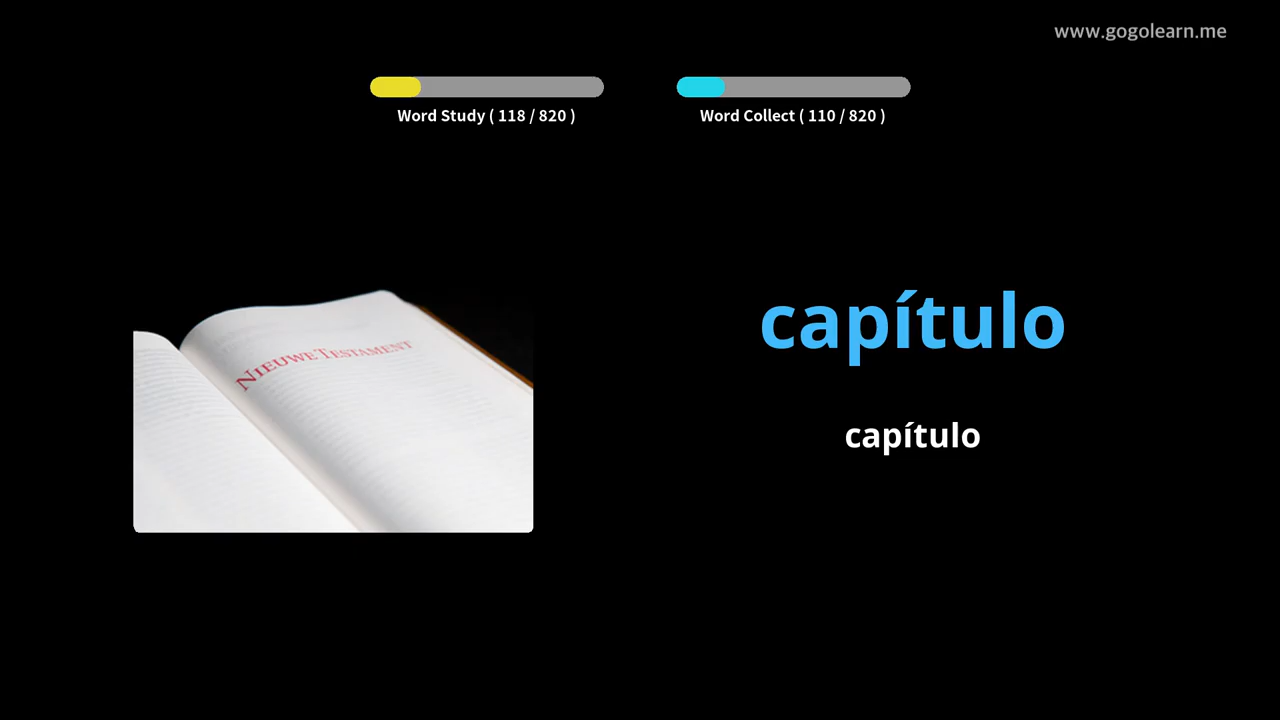 www.gogolearn.me
Word Study ( 118 / 820 )
Word Collect ( 110 / 820 )
NIEUWE TESTAMENT
capítulo
capítulo